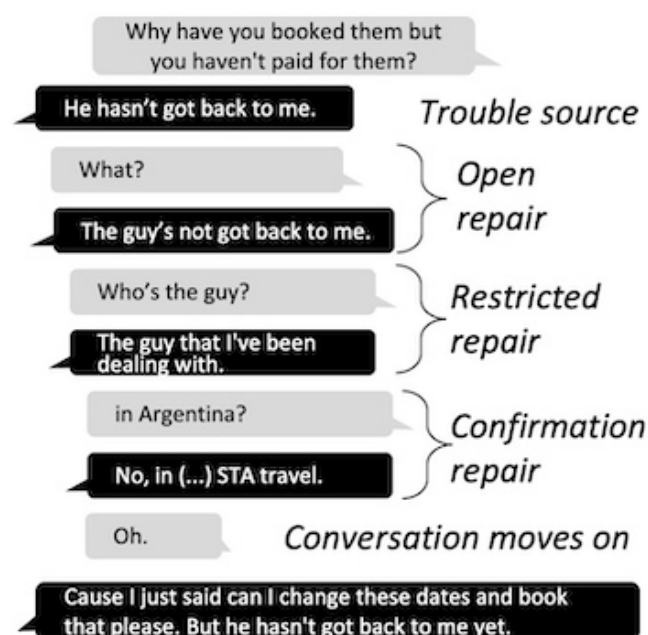 Why have you booked them but
you haven't paid for them?
He hasn't got back to me.
Trouble source
What?
Open
repair
The guy's not got back to me.
Who's the guy?
Restricted
repair
The guy that I've been
dealing with.
in Argentina?
Confirmation
repair
No, in (...) STA travel.
Oh.
Conversation moves on
Cause I just said can I change these dates and book
that please. But he hasn't got back to me yet.